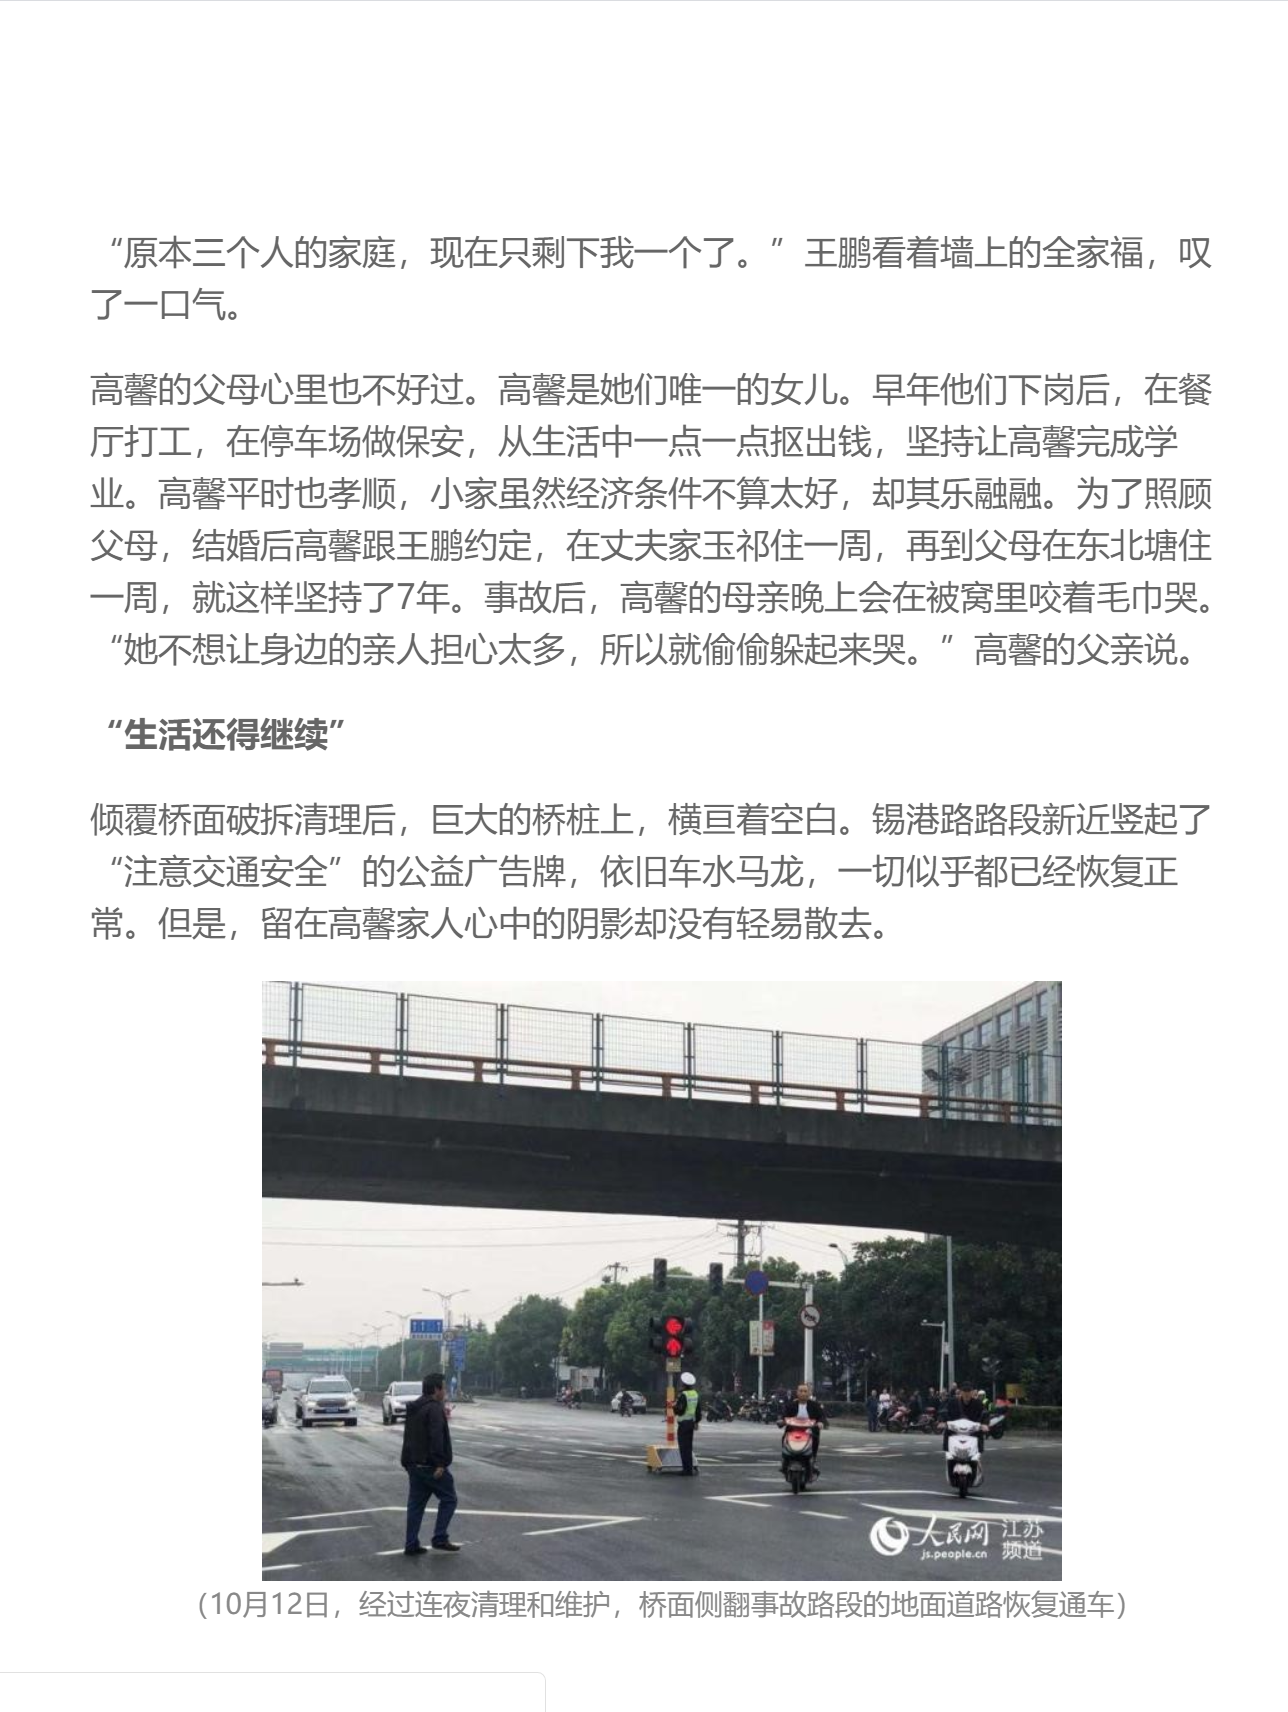 “原本三个人的家庭，现在只剩下我一个了。”王鹏看着墙上的全家福，叹
了一口气。
高馨的父母心里也不好过。高馨是她们唯一的女儿。早年他们下岗后，在餐
厅打工，在停车场做保安，从生活中一点一点抠出钱，坚持让高馨完成学
业。高馨平时也孝顺，小家虽然经济条件不算太好，却其乐融融。为了照顾
父母，结婚后高馨跟王鹏约定，在丈夫家玉祁住一周，再到父母在东北塘住
一周，就这样坚持了7年。事故后，高馨的母亲晚上会在被窝里咬着毛巾哭。
“她不想让身边的亲人担心太多，所以就偷偷躲起来哭。”高馨的父亲说。
“生活还得继续”
倾覆桥面破拆清理后，巨大的桥桩上，横亘着空白。锡港路路段新近竖起了
“注意交通安全”的公益广告牌，依旧车水马龙，一切似乎都已经恢复正
常。但是，留在高馨家人心中的阴影却没有轻易散去。
人民网 江苏
js.people.cn 频道
（10月12日，经过连夜清理和维护，桥面侧翻事故路段的地面道路恢复通车）